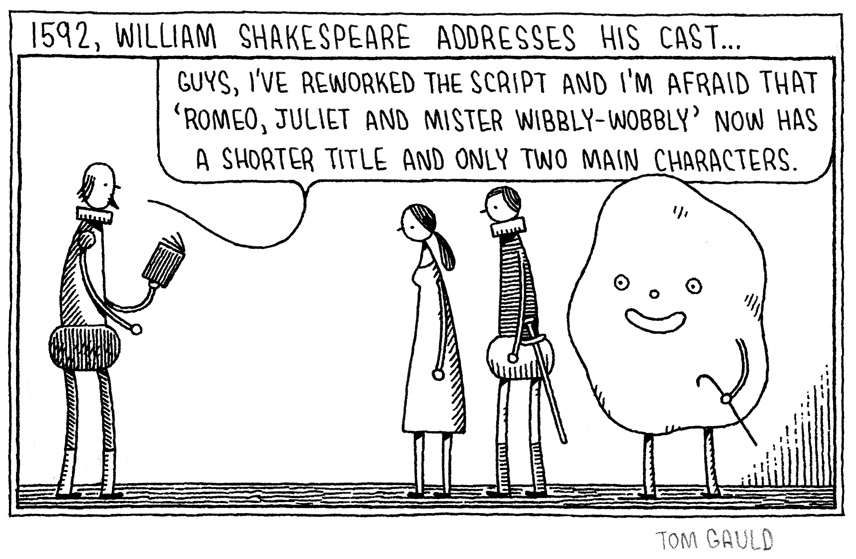 1592, WILLIAM SHAKESPEARE ADDRESSES HIS CAST...
GUYS, I'VE REWORKED THE SCRIPT AND I'M AFRAID THAT
'ROMEO, JULIET AND MISTER WIBBLY-WOBBLY' NOW HAS
A SHORTER TITLE AND ONLY TWO MAIN CHARACTERS.
TOM GAULD